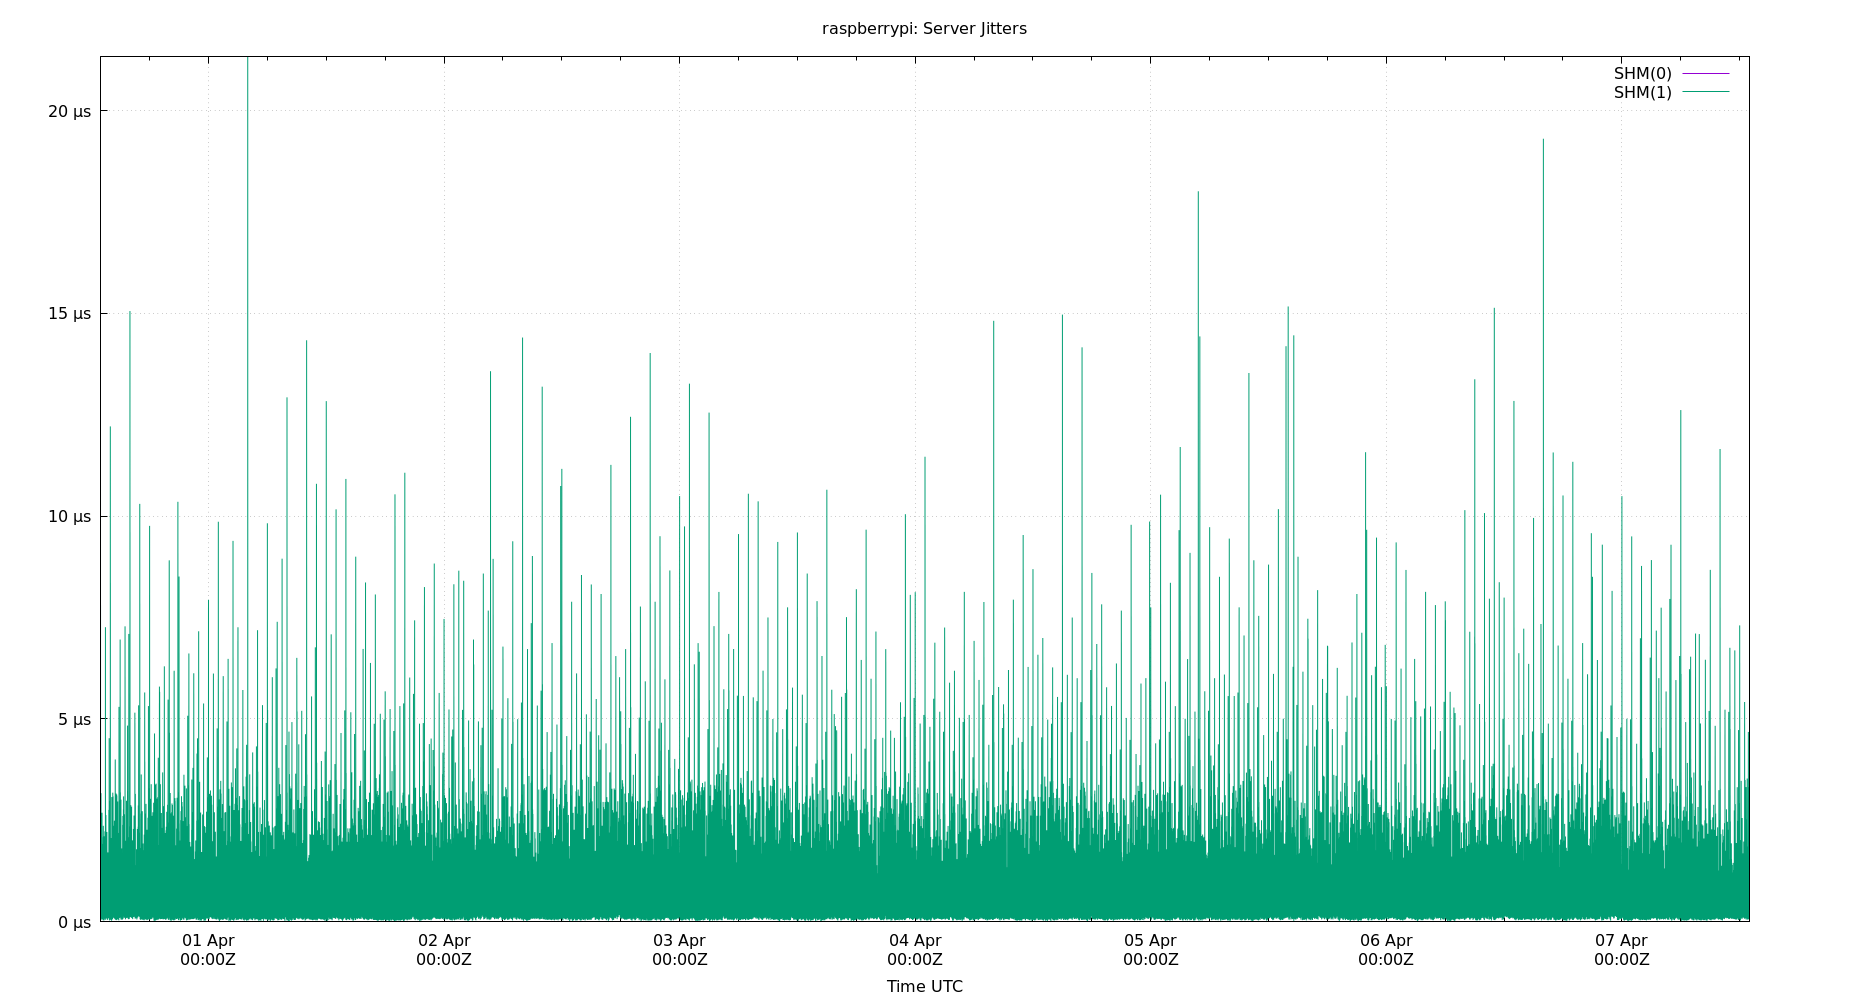 raspberrypi: Server Jitters
SHM(0)
SHM(1)
20 µs
15 µs
10 µs
5 µs
0 µs
01 Apr 02 Apr 03 Apr 04 Apr 05 Apr 06 Apr 07 Apr
00:00Z 00:00Z 00:00Z 00:00Z 00:00Z 00:00Z 00:00Z
Time UTC